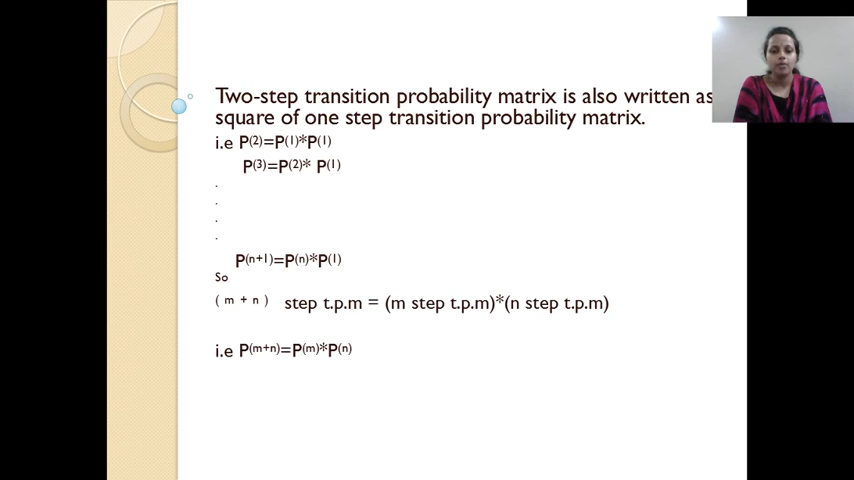 Two-step transition probability matrix is also written as
square of one step transition probability matrix.
i.e P(2)=P(1)*P(1)
P(3)=P(2)* P(1)
.
.
.
.
P(n+1)=P(n)*P(1)
So
( m + n ) step t.p.m = (m step t.p.m)*(n step t.p.m)
i.e P(m+n)=P(m)*P(n)